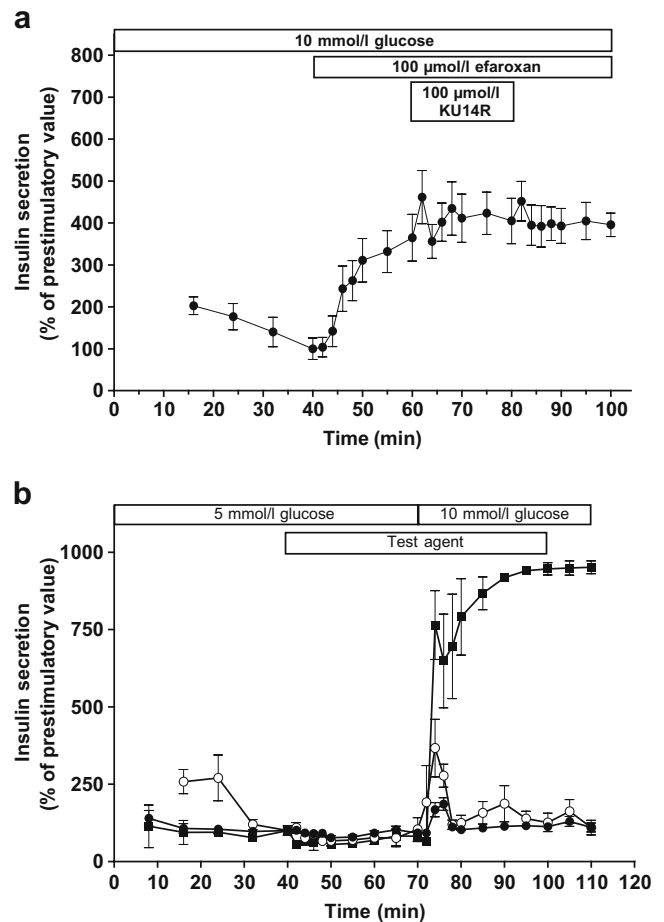 a
10 mmol/l glucose
100 µmol/l efaroxan
100 µmol/l
KU14R
Insulin secretion
(% of prestimulatory value)
800
700
600
500
400
300
200
100
0
0 10 20 30 40 50 60 70 80 90 100
Time (min)
b
5 mmol/l glucose
10 mmol/l glucose
Test agent
Insulin secretion
(% of prestimulatory value)
1000
750
500
250
0
0 10 20 30 40 50 60 70 80 90 100 110 120
Time (min)